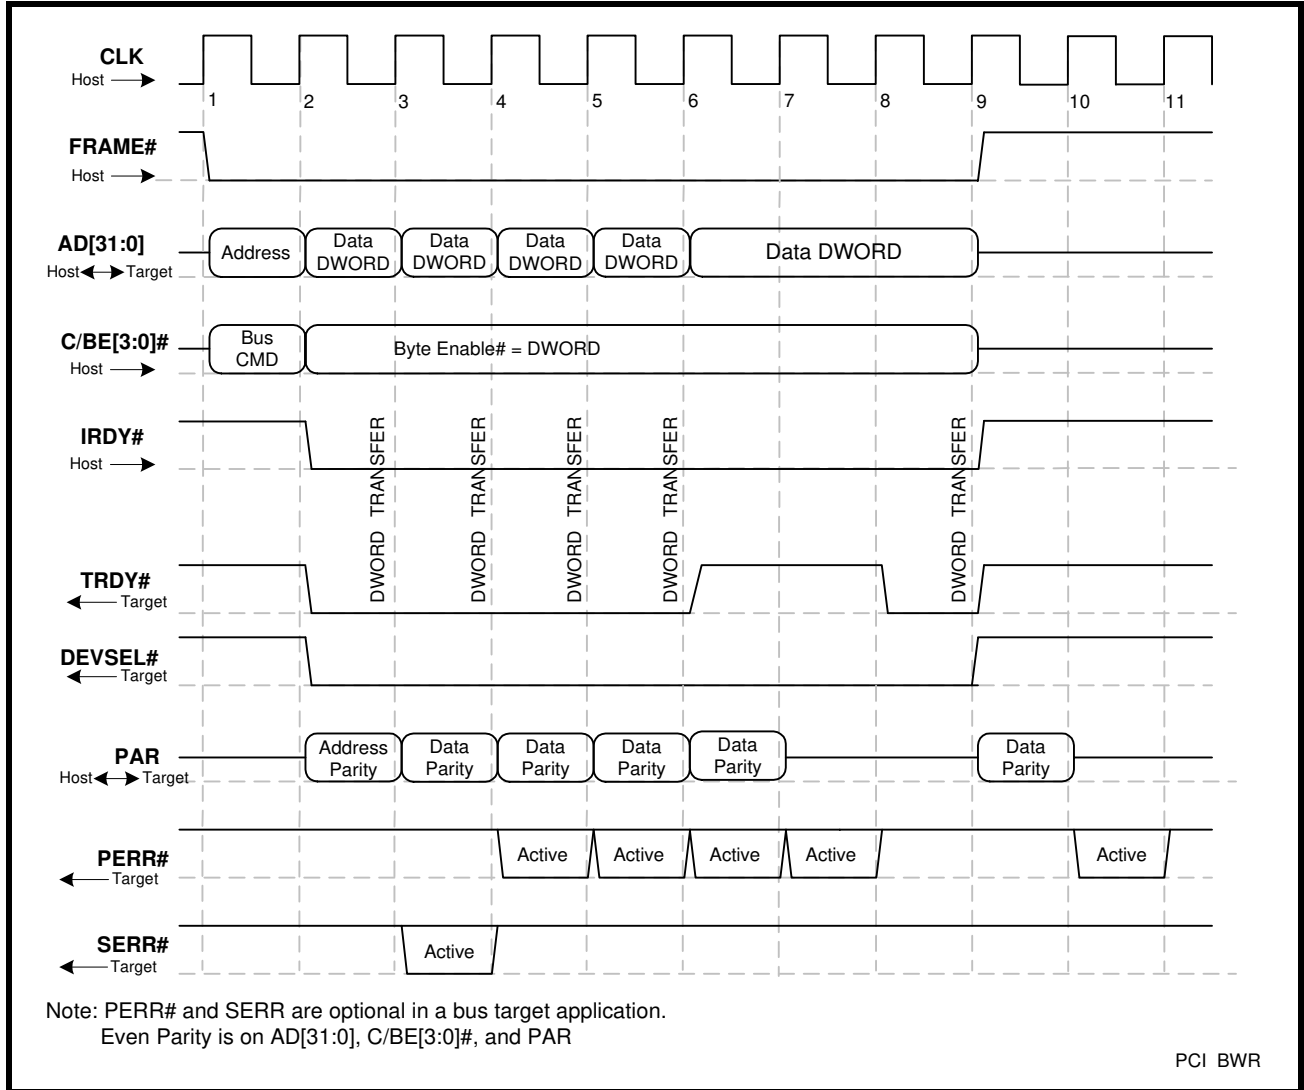 CLK
Host
1 2 3 4 5 6 7 8 9 10 11
FRAME#
Host
AD[31:0]
Host Target
Address
Data
DWORD
Data
DWORD
Data
DWORD
Data
DWORD
Data DWORD
C/BE[3:0]#
Host
Bus
CMD
Byte Enable# = DWORD
IRDY#
Host
DWORD TRANSFER
DWORD TRANSFER
DWORD TRANSFER
DWORD TRANSFER
DWORD TRANSFER
TRDY#
Target
DEVSEL#
Target
PAR
Host Target
Address
Parity
Data
Parity
Data
Parity
Data
Parity
Data
Parity
Data
Parity
PERR#
Target
Active
Active
Active
Active
Active
SERR#
Target
Active
Note: PERR# and SERR are optional in a bus target application.
Even Parity is on AD[31:0], C/BE[3:0]#, and PAR
PCI BWR